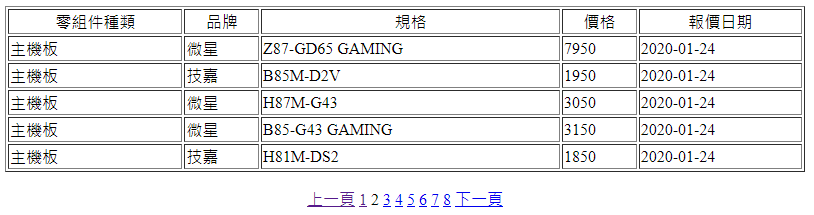 零組件種類 品牌 規格 價格 報價日期
主機板 微星 Z87-GD65 GAMING 7950 2020-01-24
主機板 技嘉 B85M-D2V 1950 2020-01-24
主機板 微星 H87M-G43 3050 2020-01-24
主機板 微星 B85-G43 GAMING 3150 2020-01-24
主機板 技嘉 H81M-DS2 1850 2020-01-24
上一頁 1 2 3 4 5 6 7 8 下一頁